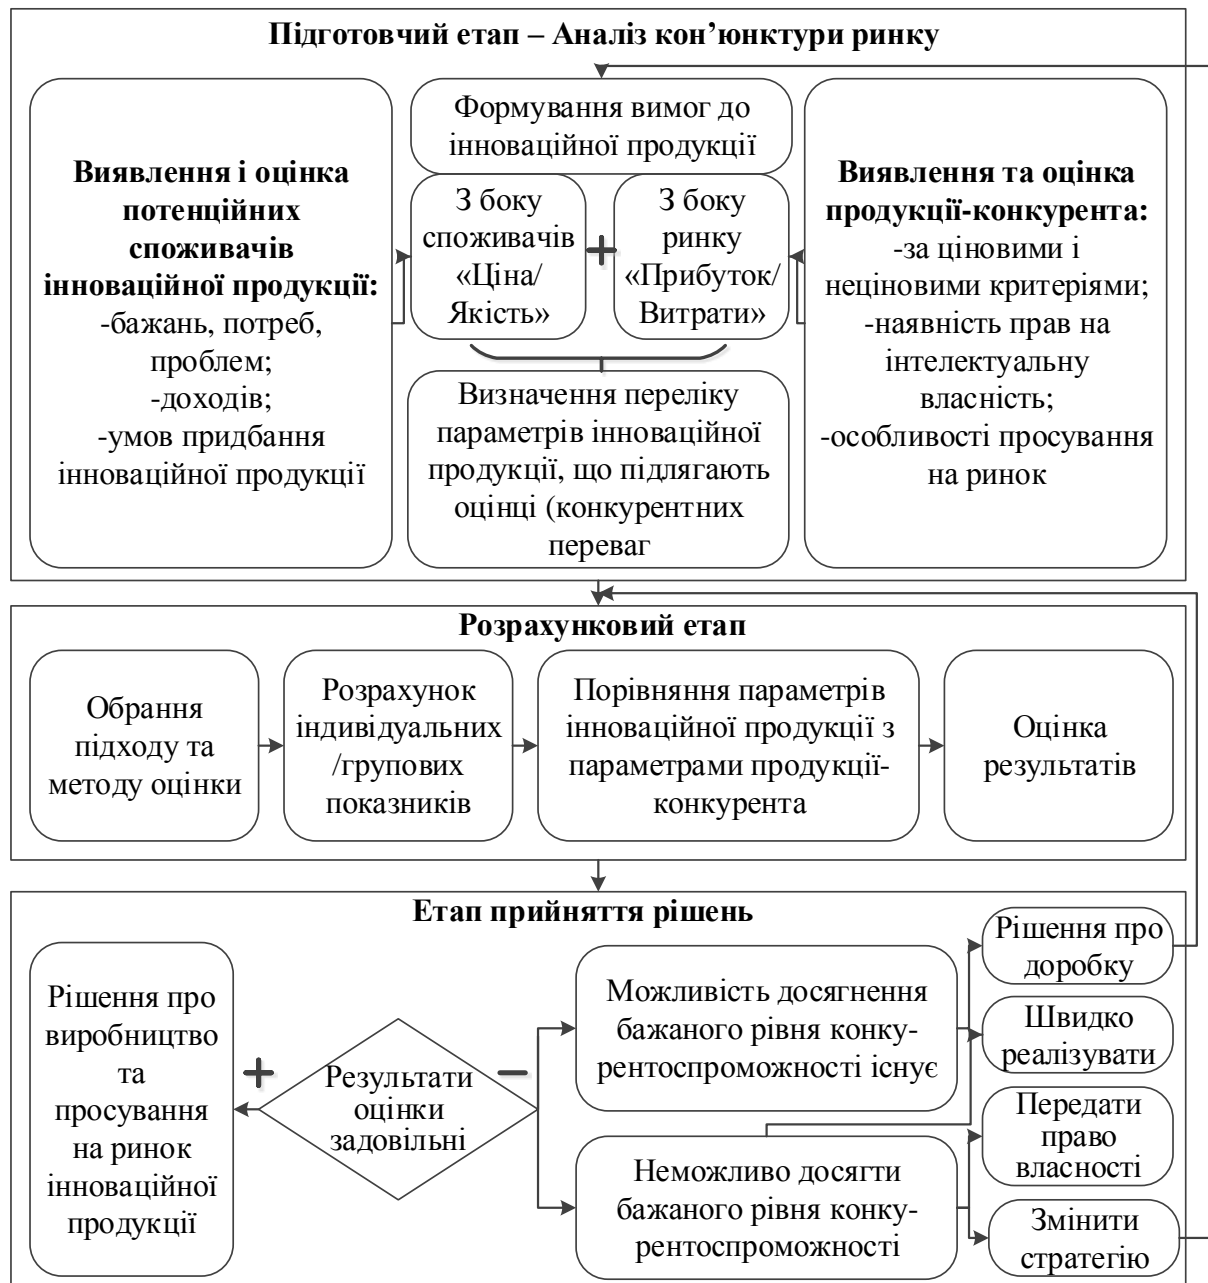 Підготовчий етап – Аналіз кон’юнктури ринку
Виявлення і оцінка
потенційних
споживачів
інноваційної продукції:
-бажань, потреб,
проблем;
-доходів;
-умов придбання
інноваційної продукції
Формування вимог до
інноваційної продукції
З боку
споживачів
«Ціна/
Якість»
+
З боку
ринку
«Прибуток/
Витрати»
Визначення переліку
параметрів інноваційної
продукції, що підлягають
оцінці (конкурентних
переваг
Виявлення та оцінка
продукції-конкурента:
-за ціновими і
неціновими критеріями;
-наявність прав на
інтелектуальну
власність;
-особливості просування
на ринок
Розрахунковий етап
Обрання
підходу та
методу оцінки
Розрахунок
індивідуальних
/групових
показників
Порівняння параметрів
інноваційної продукції з
параметрами продукції-
конкурента
Оцінка
результатів
Етап прийняття рішень
Рішення про
виробництво
та
просування
на ринок
інноваційної
продукції
+
Результати
оцінки
задовільні
–
Можливість досягнення
бажаного рівня конку-
рентоспроможності існує
Неможливо досягти
бажаного рівня конку-
рентоспроможності
Рішення про
доробку
Швидко
реалізувати
Передати
право
власності
Змінити
стратегію